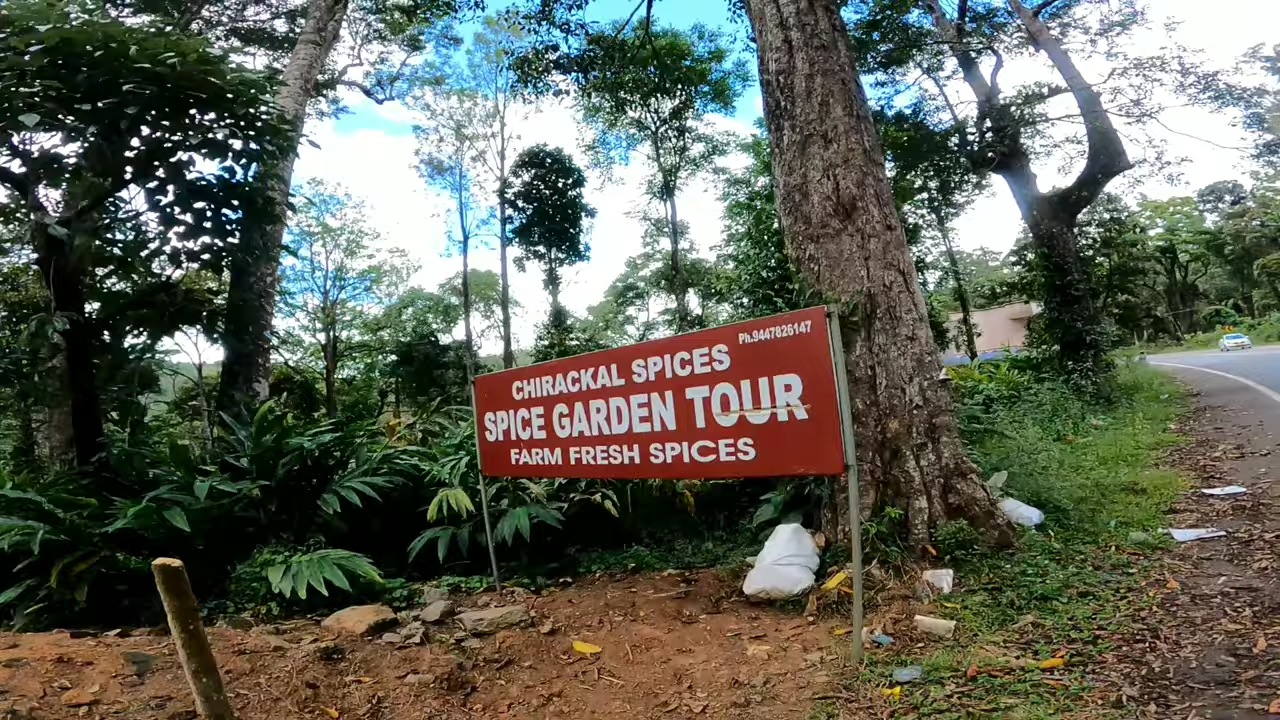 Ph.9447826147
CHIRACKAL SPICES
SPICE GARDEN TOUR
FARM FRESH SPICES